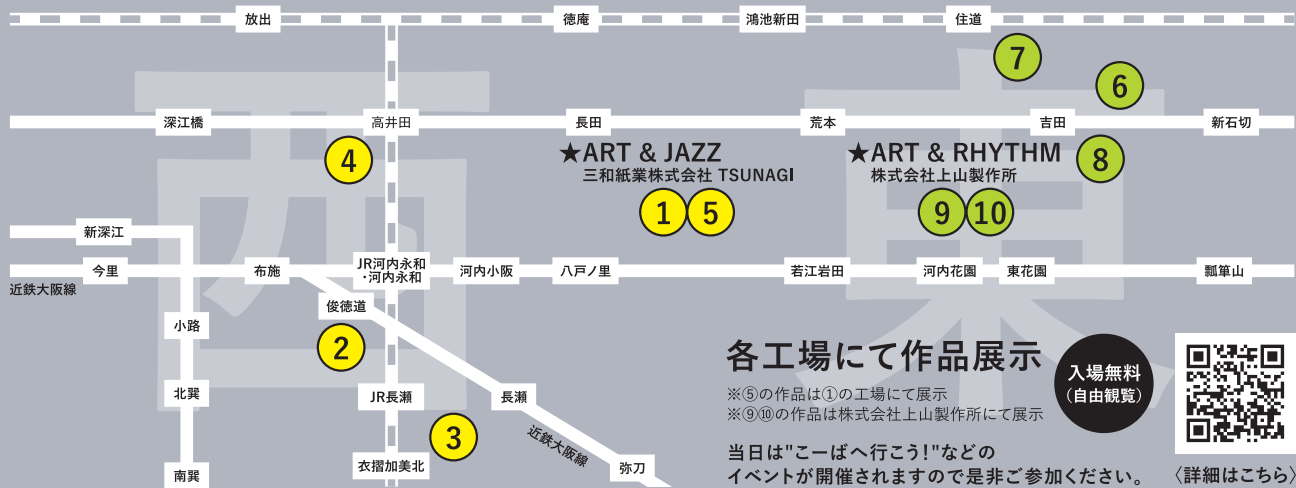 放出
徳庵
鴻池新田
住道
7
6
深江橋
高井田
長田
荒本
吉田
新石切
4
★ART & JAZZ
三和紙業株式会社 TSUNAGI
1
5
★ART & RHYTHM
株式会社上山製作所
8
9
10
新深江
今里
布施
JR河内永和
・河内永和
河内小阪
八戸ノ里
若江岩田
河内花園
東花園
瓢箪山
近鉄大阪線
俊徳道
小路
2
北巽
JR長瀬
長瀬
3
近鉄大阪線
南巽
衣摺加美北
弥刀
西
東
各工場にて作品展示
※⑤の作品は①の工場にて展示
※⑨⑩の作品は株式会社上山製作所にて展示
入場無料
(自由観覧)
当日は"こーばへ行こう!"などの
イベントが開催されますので是非ご参加ください。
〈詳細はこちら〉